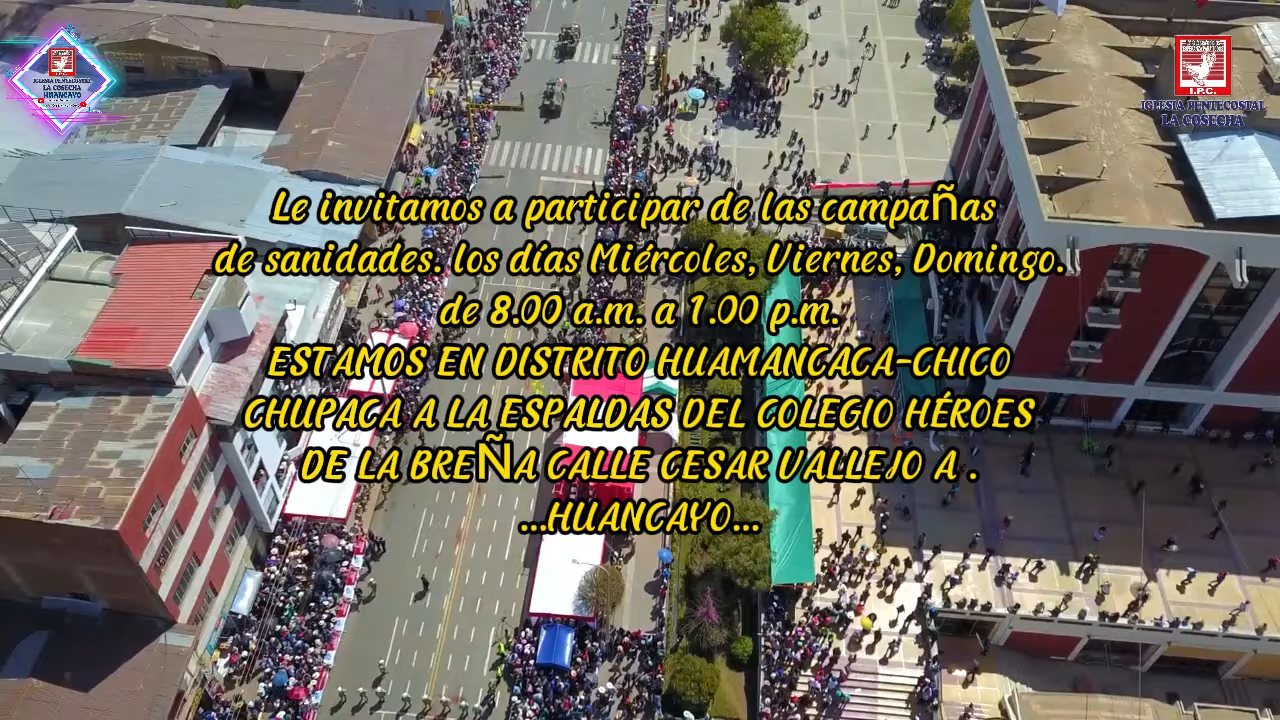 I.P.C.
IGLESIA PENTECOSTAL
LA COSECHA
HUANCAYO
I.P.C.
IGLESIA PENTECOSTAL
LA COSECHA
Le invitamos a participar de las campañas
de sanidades. los días Miércoles, Viernes, Domingo.
de 8.00 a.m. a 1.00 p.m.
ESTAMOS EN DISTRITO HUAMANCACA-CHICO
CHUPACA A LA ESPALDAS DEL COLEGIO HÉROES
DE LA BREÑA CALLE CESAR VALLEJO A .
...HUANCAYO...